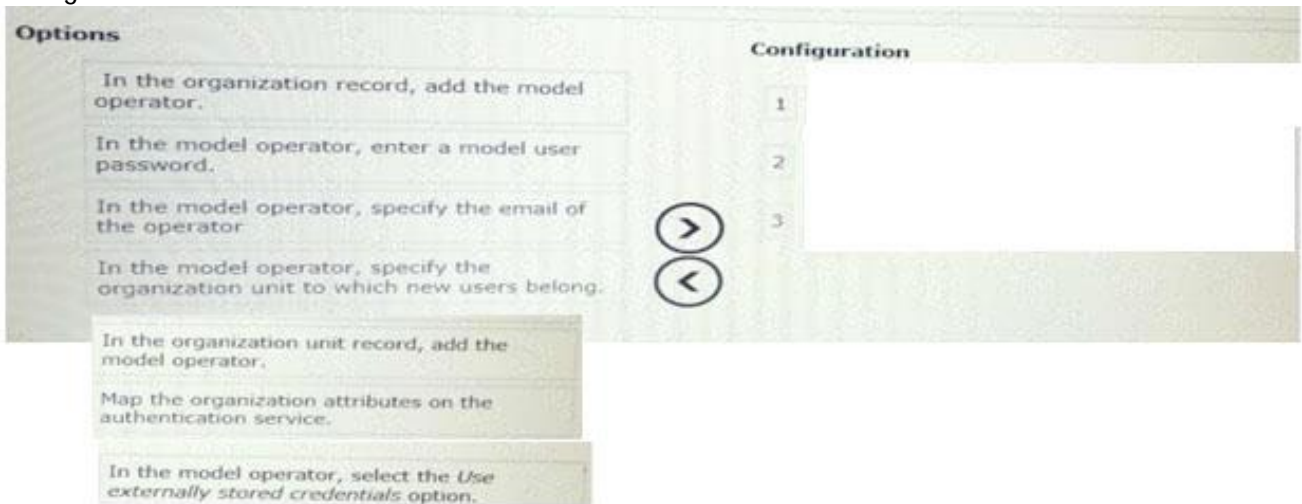 Options
Configuration
In the organization record, add the model
operator.
In the model operator, enter a model user
password.
In the model operator, specify the email of
the operator
In the model operator, specify the
organization unit to which new users belong.
In the organization unit record, add the
model operator.
Map the organization attributes on the
authentication service.
In the model operator, select the Use
externally stored credentials option.
1
2
3